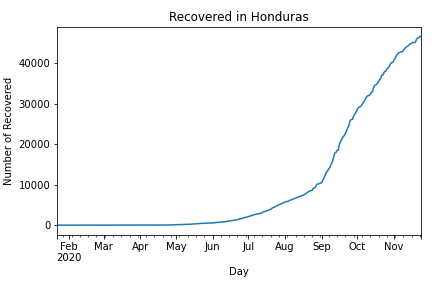 Recovered in Honduras
Number of Recovered
40000
30000
20000
10000
0
Feb Mar Apr May Jun Jul Aug Sep Oct Nov
2020
Day